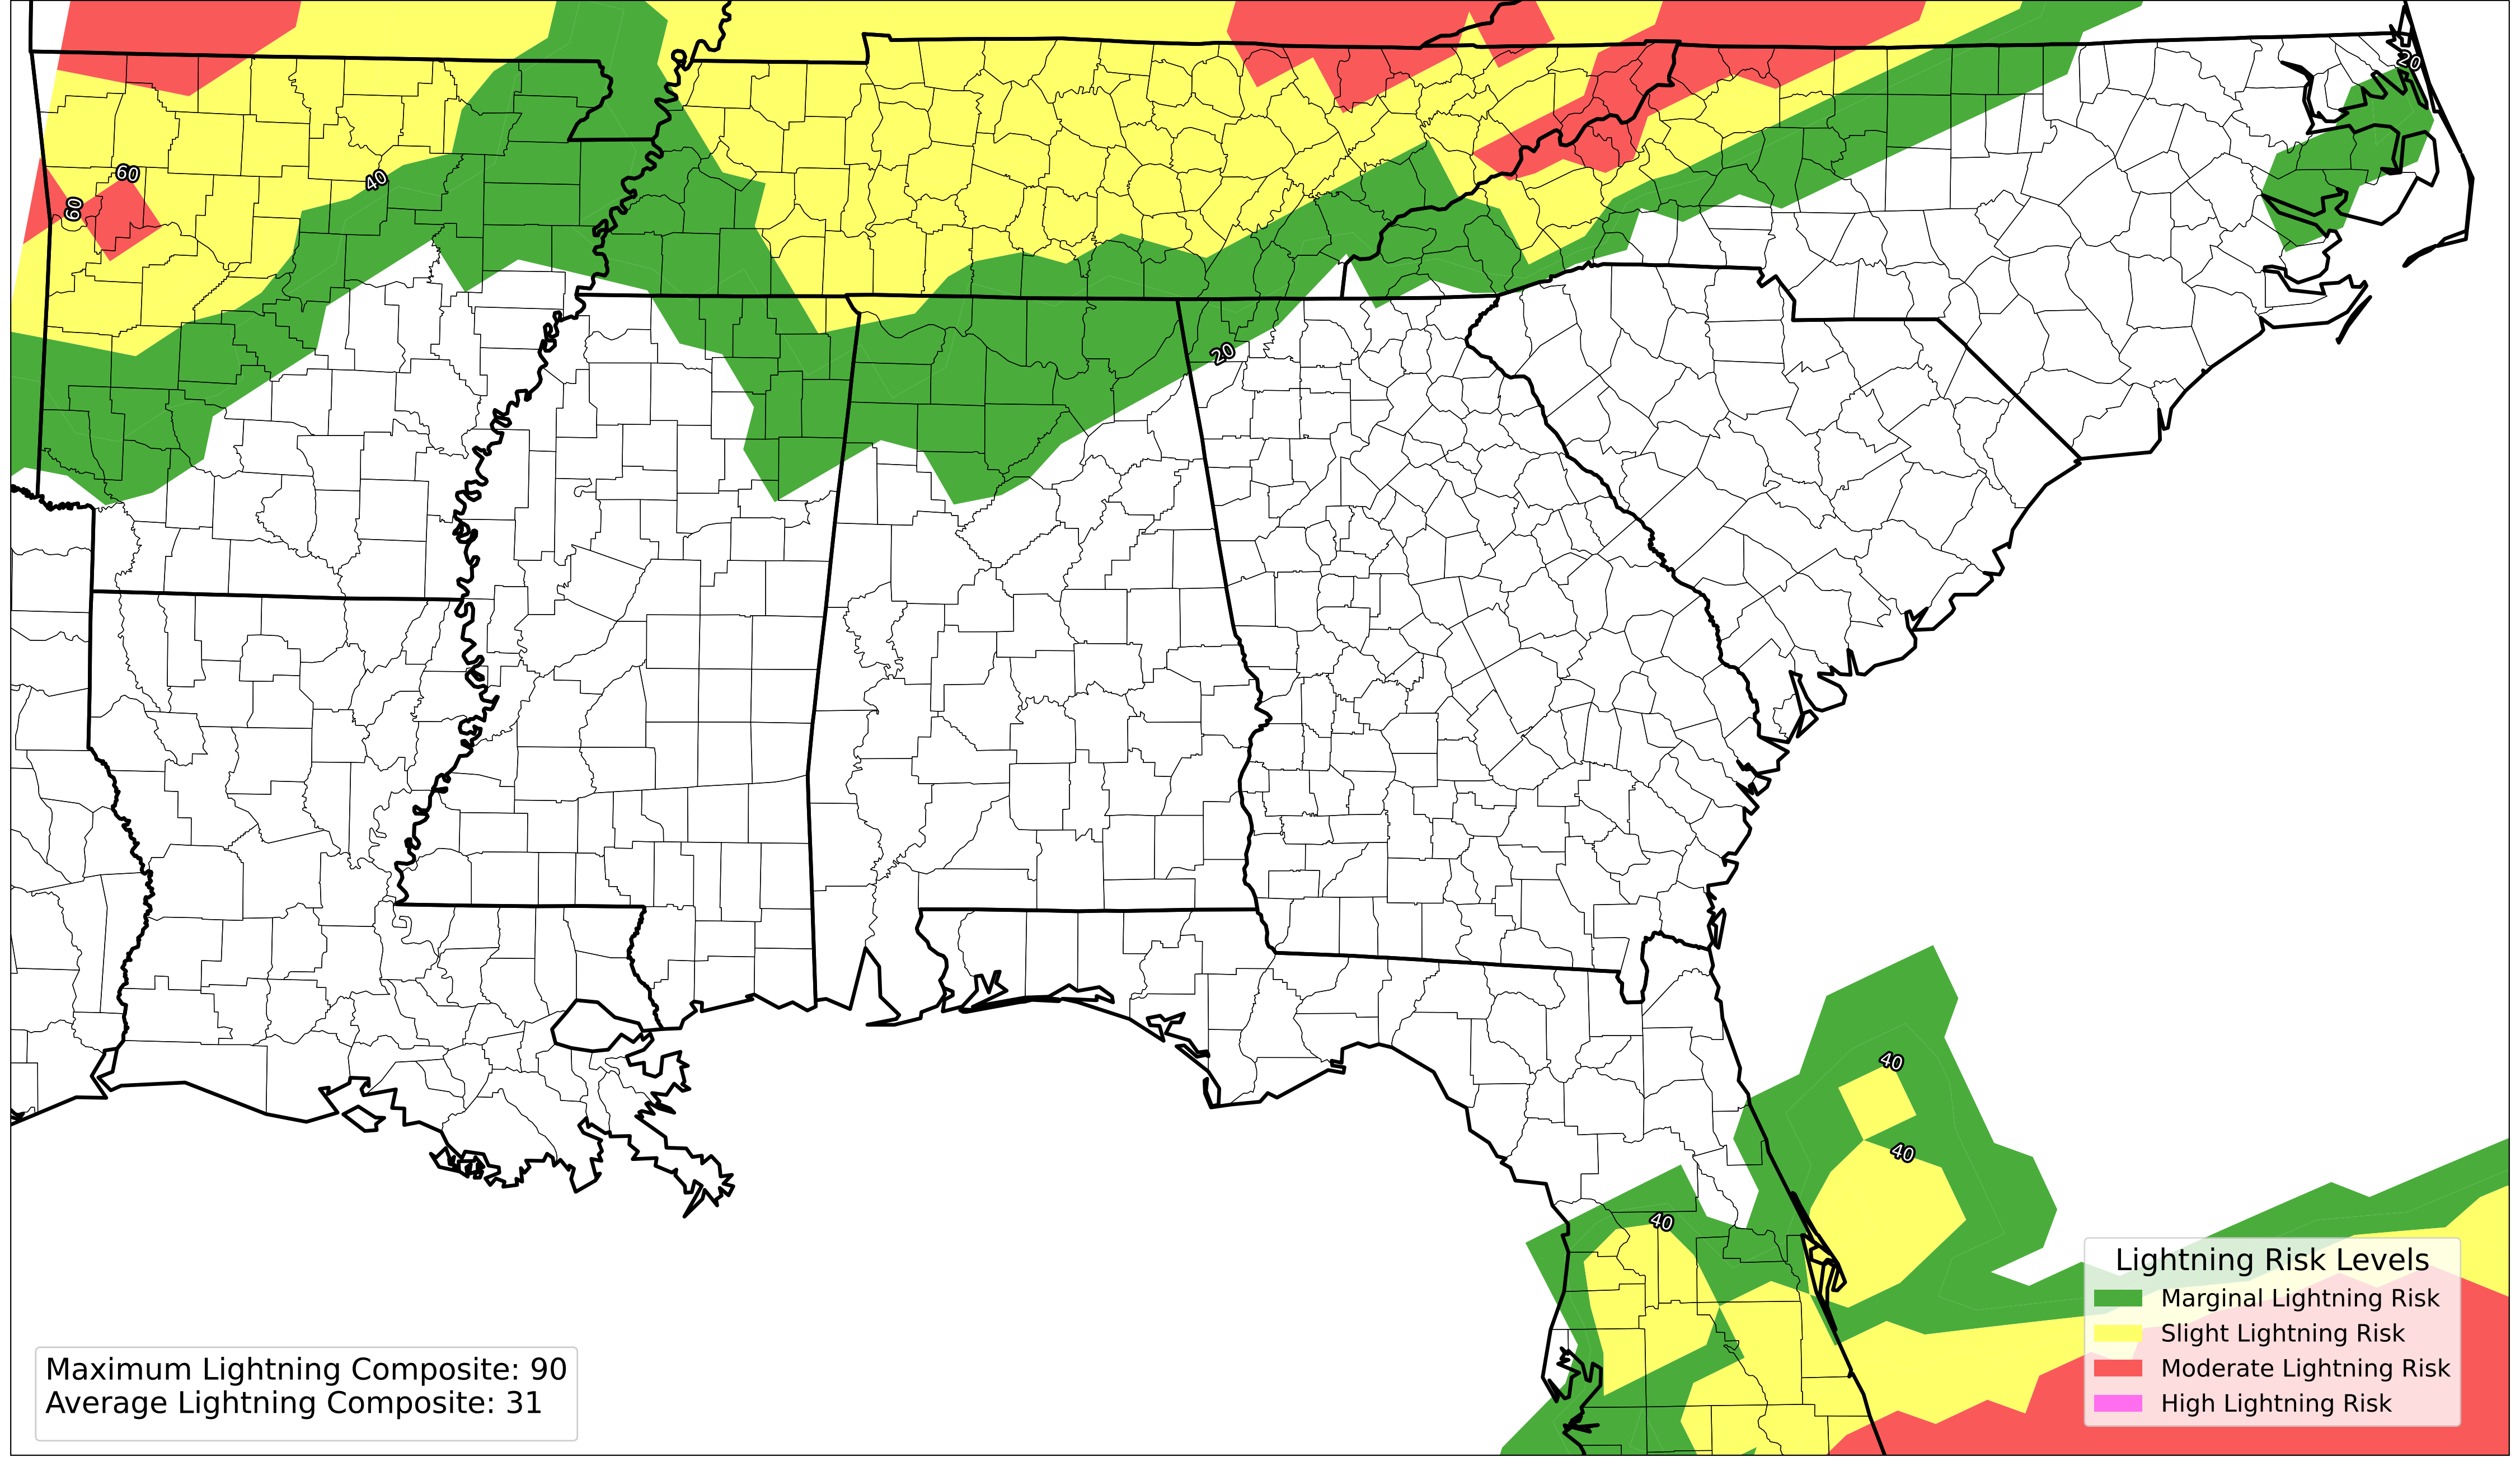 20
60
40
60
20
40
40
40
Lightning Risk Levels
Marginal Lightning Risk
Slight Lightning Risk
Moderate Lightning Risk
High Lightning Risk
Maximum Lightning Composite: 90
Average Lightning Composite: 31